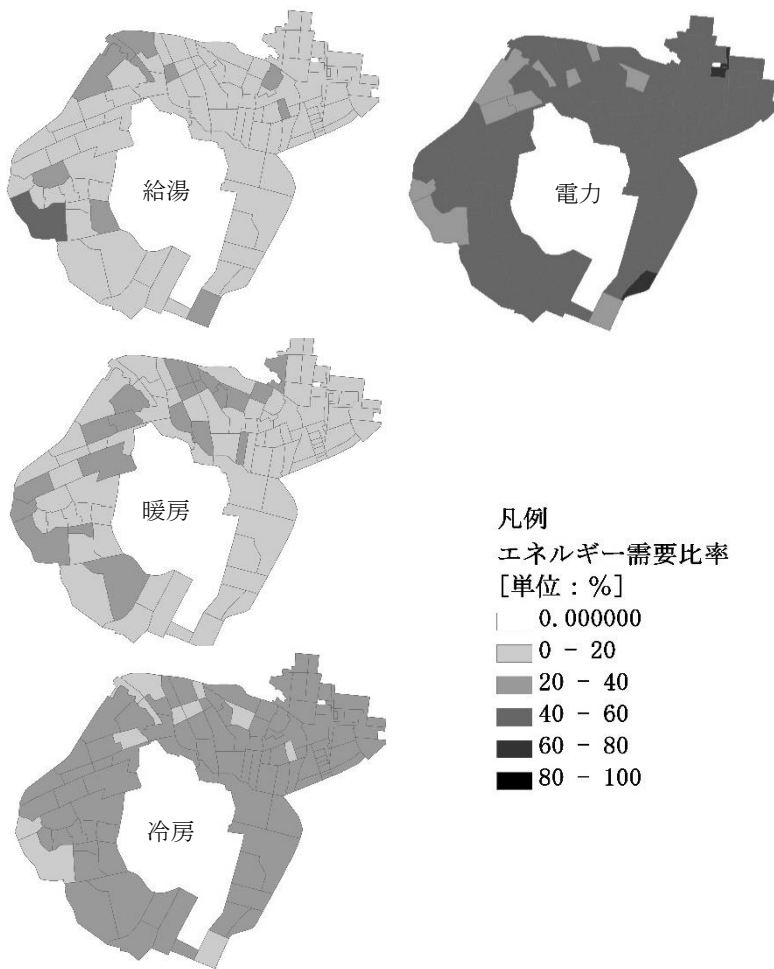 給湯
電力
暖房
冷房
凡例
エネルギー需要比率
[単位:%]
0.000000
0 - 20
20 - 40
40 - 60
60 - 80
80 - 100